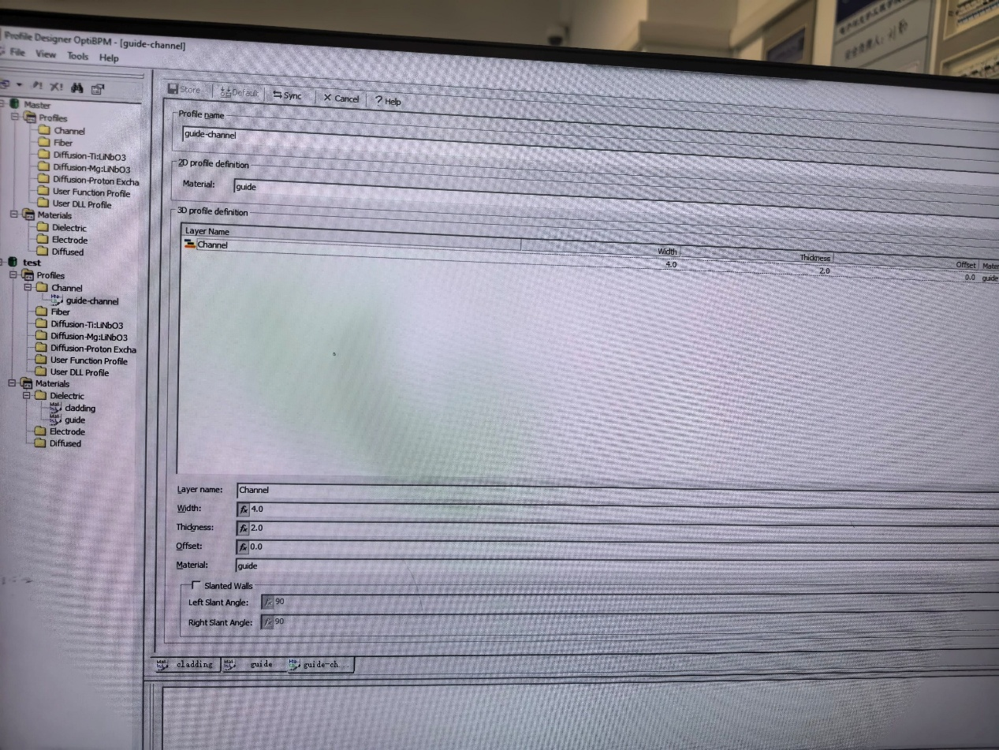 Profile Designer OptiBPM - [guide-channel]
File View Tools Help
Store Default Sync Cancel ? Help
Master
Profiles
Channel
Fiber
Diffusion-Ti:LiNbO3
Diffusion-Mg:LiNbO3
Diffusion-Proton Excha
User Function Profile
User DLL Profile
Materials
Dielectric
Electrode
Diffused
test
Profiles
Channel
guide-channel
Fiber
Diffusion-Ti:LiNbO3
Diffusion-Mg:LiNbO3
Diffusion-Proton Excha
User Function Profile
User DLL Profile
Materials
Dielectric
cladding
guide
Electrode
Diffused
Profile name
guide-channel
2D profile definition
Material: guide
3D profile definition
Layer Name Width Thickness Offset Mate
Channel 4.0 2.0 0.0 guide
Layer name: Channel
Width: fx 4.0
Thickness: fx 2.0
Offset: fx 0.0
Material: guide
Slanted Walls
Left Slant Angle: fx 90
Right Slant Angle: fx 90
cladding guide guide-ch.